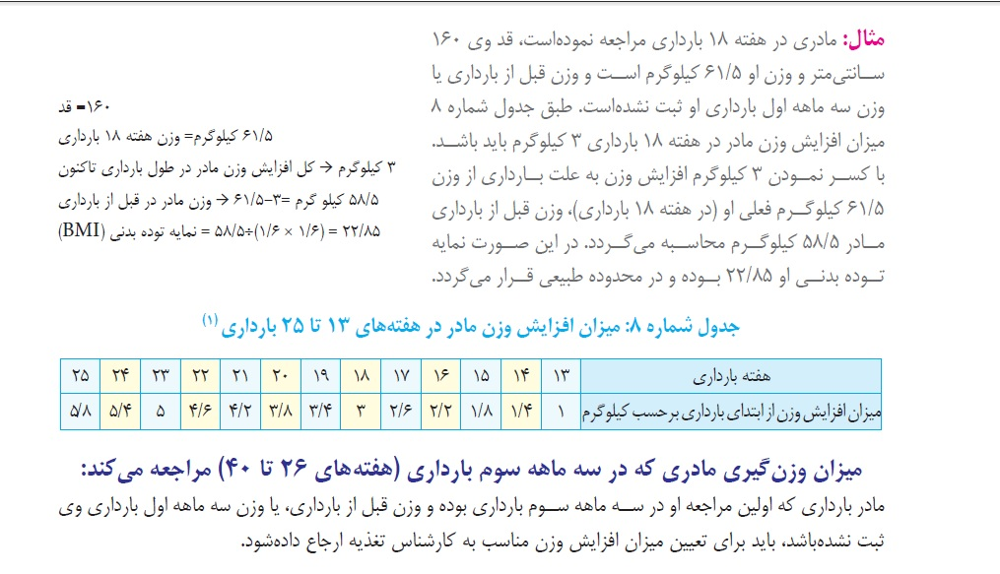 مثال: مادری در هفته ۱۸ بارداری مراجعه نموده‌است، قد وی ۱۶۰
سانتی‌متر و وزن او ۶۱/۵ کیلوگرم است و وزن قبل از بارداری یا
وزن سه ماهه اول بارداری او ثبت نشده‌است. طبق جدول شماره ۸
میزان افزایش وزن مادر در هفته ۱۸ بارداری ۳ کیلوگرم باید باشد.
با کسر نمودن ۳ کیلوگرم افزایش وزن به علت بارداری از وزن
۶۱/۵ کیلوگرم فعلی او (در هفته ۱۸ بارداری)، وزن قبل از بارداری
مادر ۵۸/۵ کیلوگرم محاسبه می‌گردد. در این صورت نمایه
توده بدنی او ۲۲/۸۵ بوده و در محدوده طبیعی قرار می‌گردد.
۱۶۰= قد
۶۱/۵ کیلوگرم= وزن هفته ۱۸ بارداری
۳ کیلوگرم → کل افزایش وزن مادر در طول بارداری تاکنون
۵۸/۵ کیلو گرم =۳–۶۱/۵ → وزن مادر در قبل از بارداری
۲۲/۸۵ = (۱/۶ × ۱/۶)÷۵۸/۵ = نمایه توده بدنی (BMI)
جدول شماره ۸: میزان افزایش وزن مادر در هفته‌های ۱۳ تا ۲۵ بارداری (۱)
هفته بارداری ۱۳ ۱۴ ۱۵ ۱۶ ۱۷ ۱۸ ۱۹ ۲۰ ۲۱ ۲۲ ۲۳ ۲۴ ۲۵
میزان افزایش وزن از ابتدای بارداری برحسب کیلوگرم ۱ ۱/۴ ۱/۸ ۲/۲ ۲/۶ ۳ ۳/۴ ۳/۸ ۴/۲ ۴/۶ ۵ ۵/۴ ۵/۸
میزان وزن‌گیری مادری که در سه ماهه سوم بارداری (هفته‌های ۲۶ تا ۴۰) مراجعه می‌کند:
مادر بارداری که اولین مراجعه او در سه ماهه سوم بارداری بوده و وزن قبل از بارداری، یا وزن سه ماهه اول بارداری وی
ثبت نشده‌باشد، باید برای تعیین میزان افزایش وزن مناسب به کارشناس تغذیه ارجاع داده‌شود.